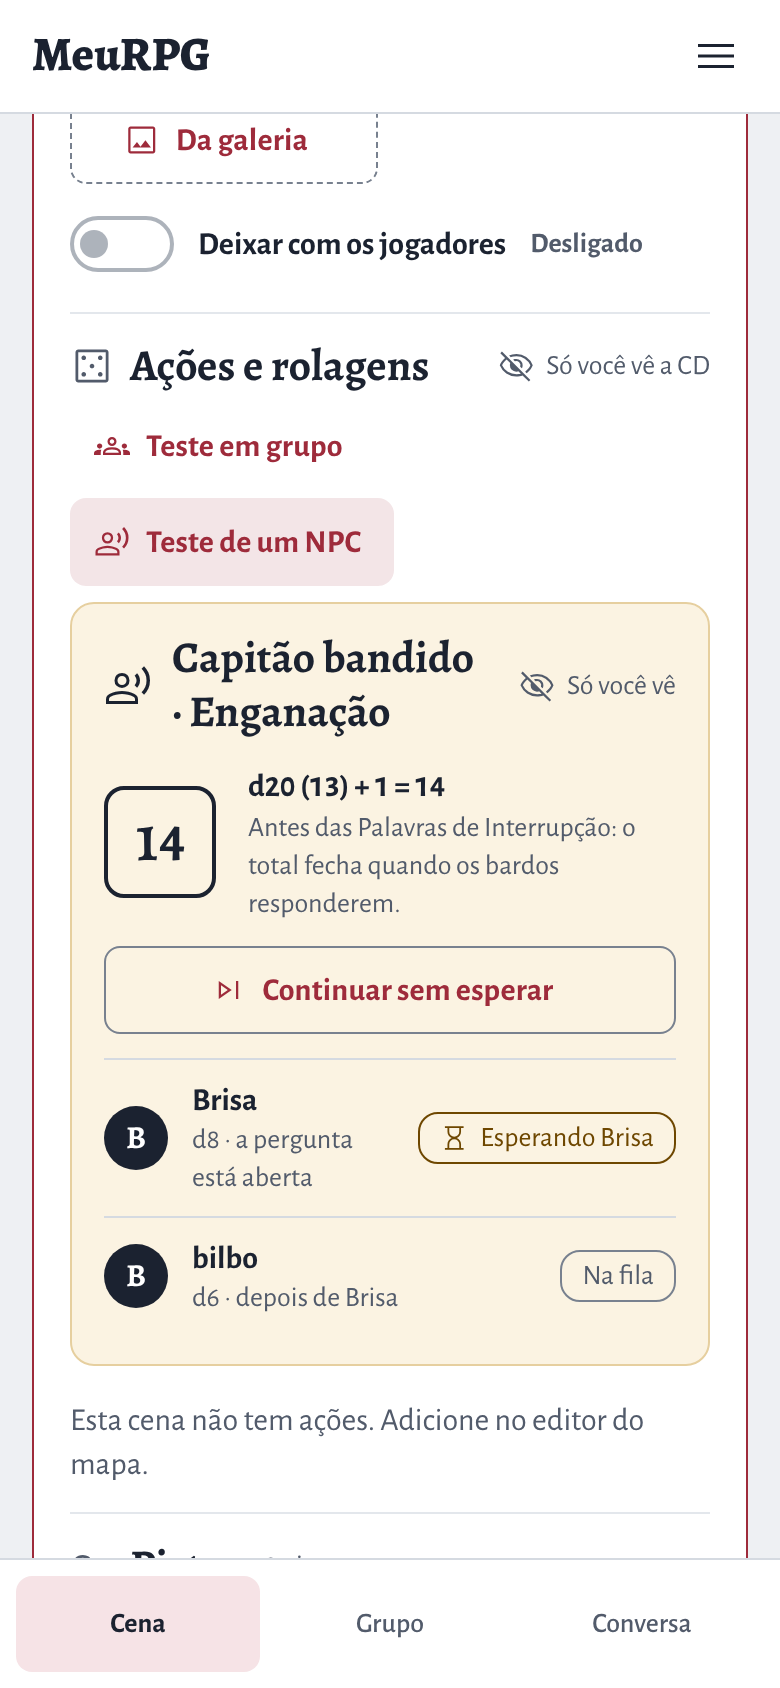 MeuRPG
Da galeria
Deixar com os jogadores Desligado
Ações e rolagens Só você vê a CD
Teste em grupo
Teste de um NPC
Capitão bandido
· Enganação
Só você vê
14
d20 (13) + 1 = 14
Antes das Palavras de Interrupção: o
total fecha quando os bardos
responderem.
Continuar sem esperar
B
Brisa
d8 · a pergunta
está aberta
Esperando Brisa
B
bilbo
d6 · depois de Brisa
Na fila
Esta cena não tem ações. Adicione no editor do
mapa.
Cena Grupo Conversa